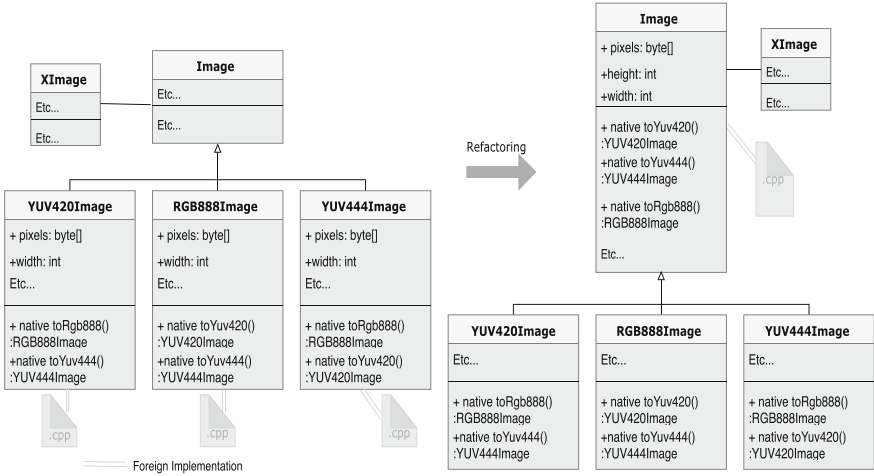 XImage
Etc...
Etc...
Image
Etc...
Etc...
YUV420Image
+ pixels: byte[]
+width: int
Etc...
+ native toRgb888()
:RGB888Image
+native toYuv444()
:YUV444Image
RGB888Image
+ pixels: byte[]
+width: int
Etc...
+ native toYuv420()
:YUV420Image
+native toYuv444()
:YUV444Image
YUV444Image
+ pixels: byte[]
+width: int
Etc...
+ native toRgb888()
:RGB888Image
+ native toYuv420()
:YUV420Image
.cpp
.cpp
.cpp
Foreign Implementation
Refactoring
Image
+ pixels: byte[]
+height: int
+width: int
+ native toYuv420()
:YUV420Image
+native toYuv444()
:YUV444Image
+ native toRgb888()
:RGB888Image
Etc...
XImage
Etc...
Etc...
.cpp
YUV420Image
Etc...
+ native toRgb888()
:RGB888Image
+native toYuv444()
:YUV444Image
RGB888Image
Etc...
+ native toYuv420()
:YUV420Image
+native toYuv444()
:YUV444Image
YUV444Image
Etc...
+ native toRgb888()
:RGB888Image
+ native toYuv420()
:YUV420Image